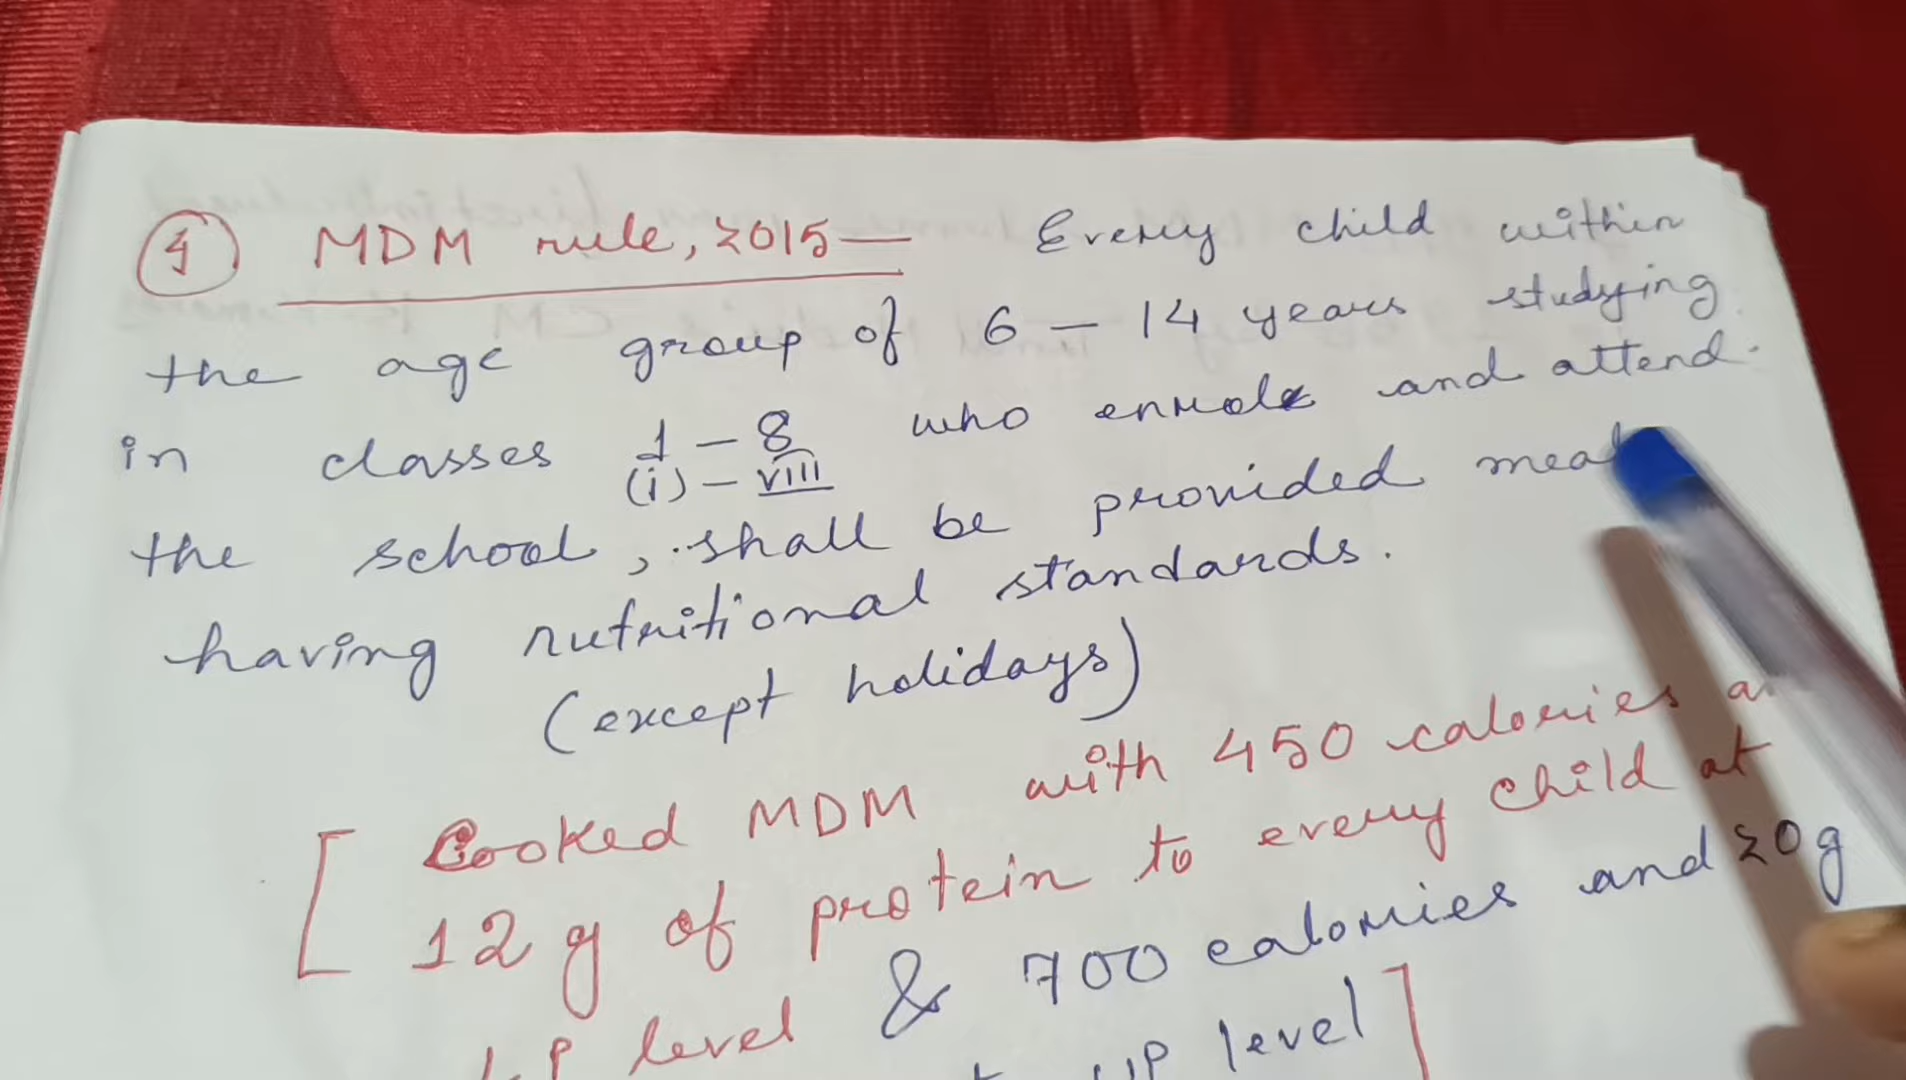 4 MDM rule, 2015— Every child within
the age group of 6 – 14 years studying
in classes 1 – 8 who enrol and attend
(i) – viii
the school, shall be provided meal
having nutritional standards.
(except holidays)
[ Cooked MDM with 450 calories
12 g of protein to every child at
LP level & 700 calories and 20g
UP level ]